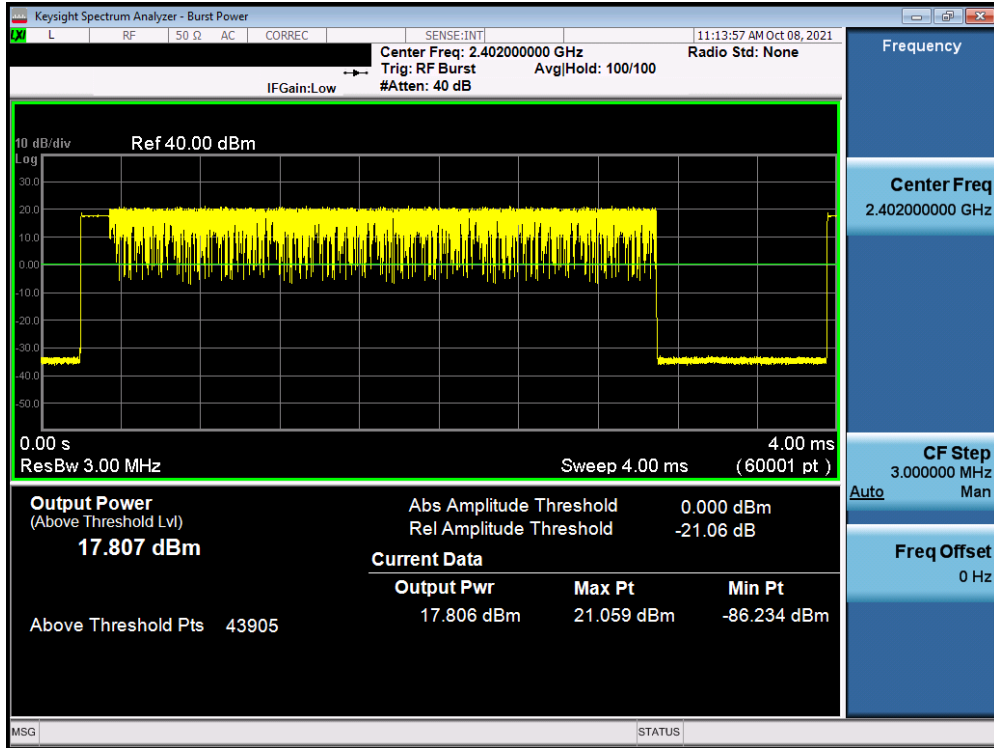 Keysight Spectrum Analyzer - Burst Power
LXI L RF 50 Ω AC CORREC SENSE:INT 11:13:57 AM Oct 08, 2021
Center Freq: 2.402000000 GHz Radio Std: None
Trig: RF Burst Avg|Hold: 100/100
IFGain:Low #Atten: 40 dB
10 dB/div Ref 40.00 dBm
Log
30.0
20.0
10.0
0.00
-10.0
-20.0
-30.0
-40.0
-50.0
0.00 s 4.00 ms
ResBw 3.00 MHz Sweep 4.00 ms (60001 pt)
Output Power
(Above Threshold Lvl)
17.807 dBm
Above Threshold Pts 43905
Abs Amplitude Threshold 0.000 dBm
Rel Amplitude Threshold -21.06 dB
Current Data
Output Pwr Max Pt Min Pt
17.806 dBm 21.059 dBm -86.234 dBm
MSG STATUS
Frequency
Center Freq
2.402000000 GHz
CF Step
3.000000 MHz
Auto Man
Freq Offset
0 Hz